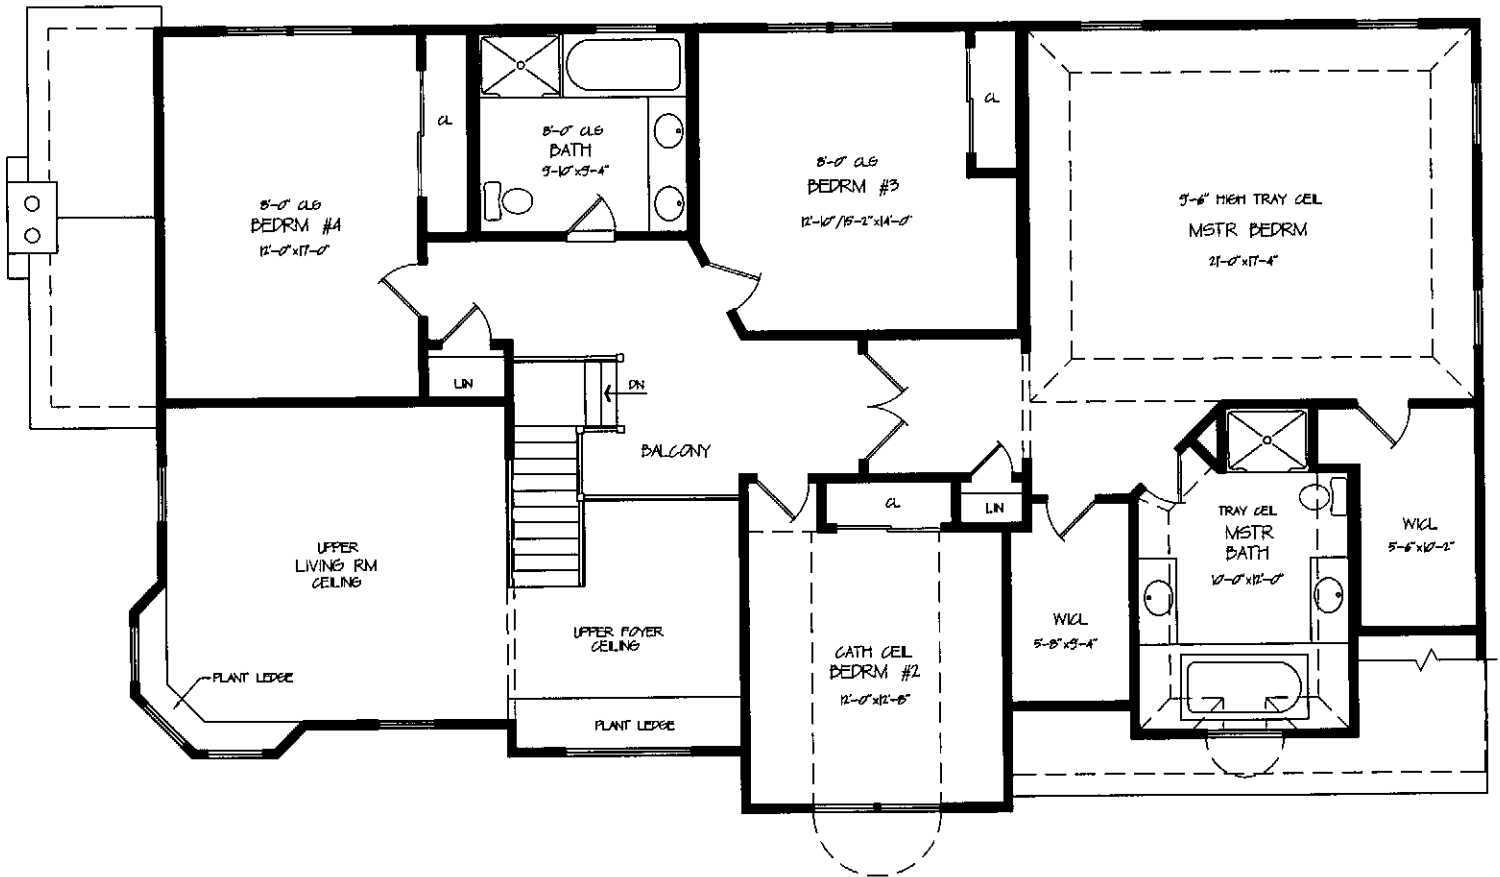 8'-0" CLG
BEDRM #4
12'-0"x17'-0"
CL
8'-0" CLG
BATH
9'-10"x9'-4"
8'-0" CLG
BEDRM #3
12'-10"/15'-2"x14'-0"
CL
9'-6" HIGH TRAY CEIL
MSTR BEDRM
21'-0"x17'-4"
LIN
DN
BALCONY
UPPER
LIVING RM
CEILING
PLANT LEDGE
UPPER FOYER
CEILING
PLANT LEDGE
CL
LIN
CATH CEIL
BEDRM #2
12'-0"x12'-8"
WICL
5'-8"x9'-4"
TRAY CEIL
MSTR
BATH
10'-0"x12'-0"
WICL
5'-6"x10'-2"